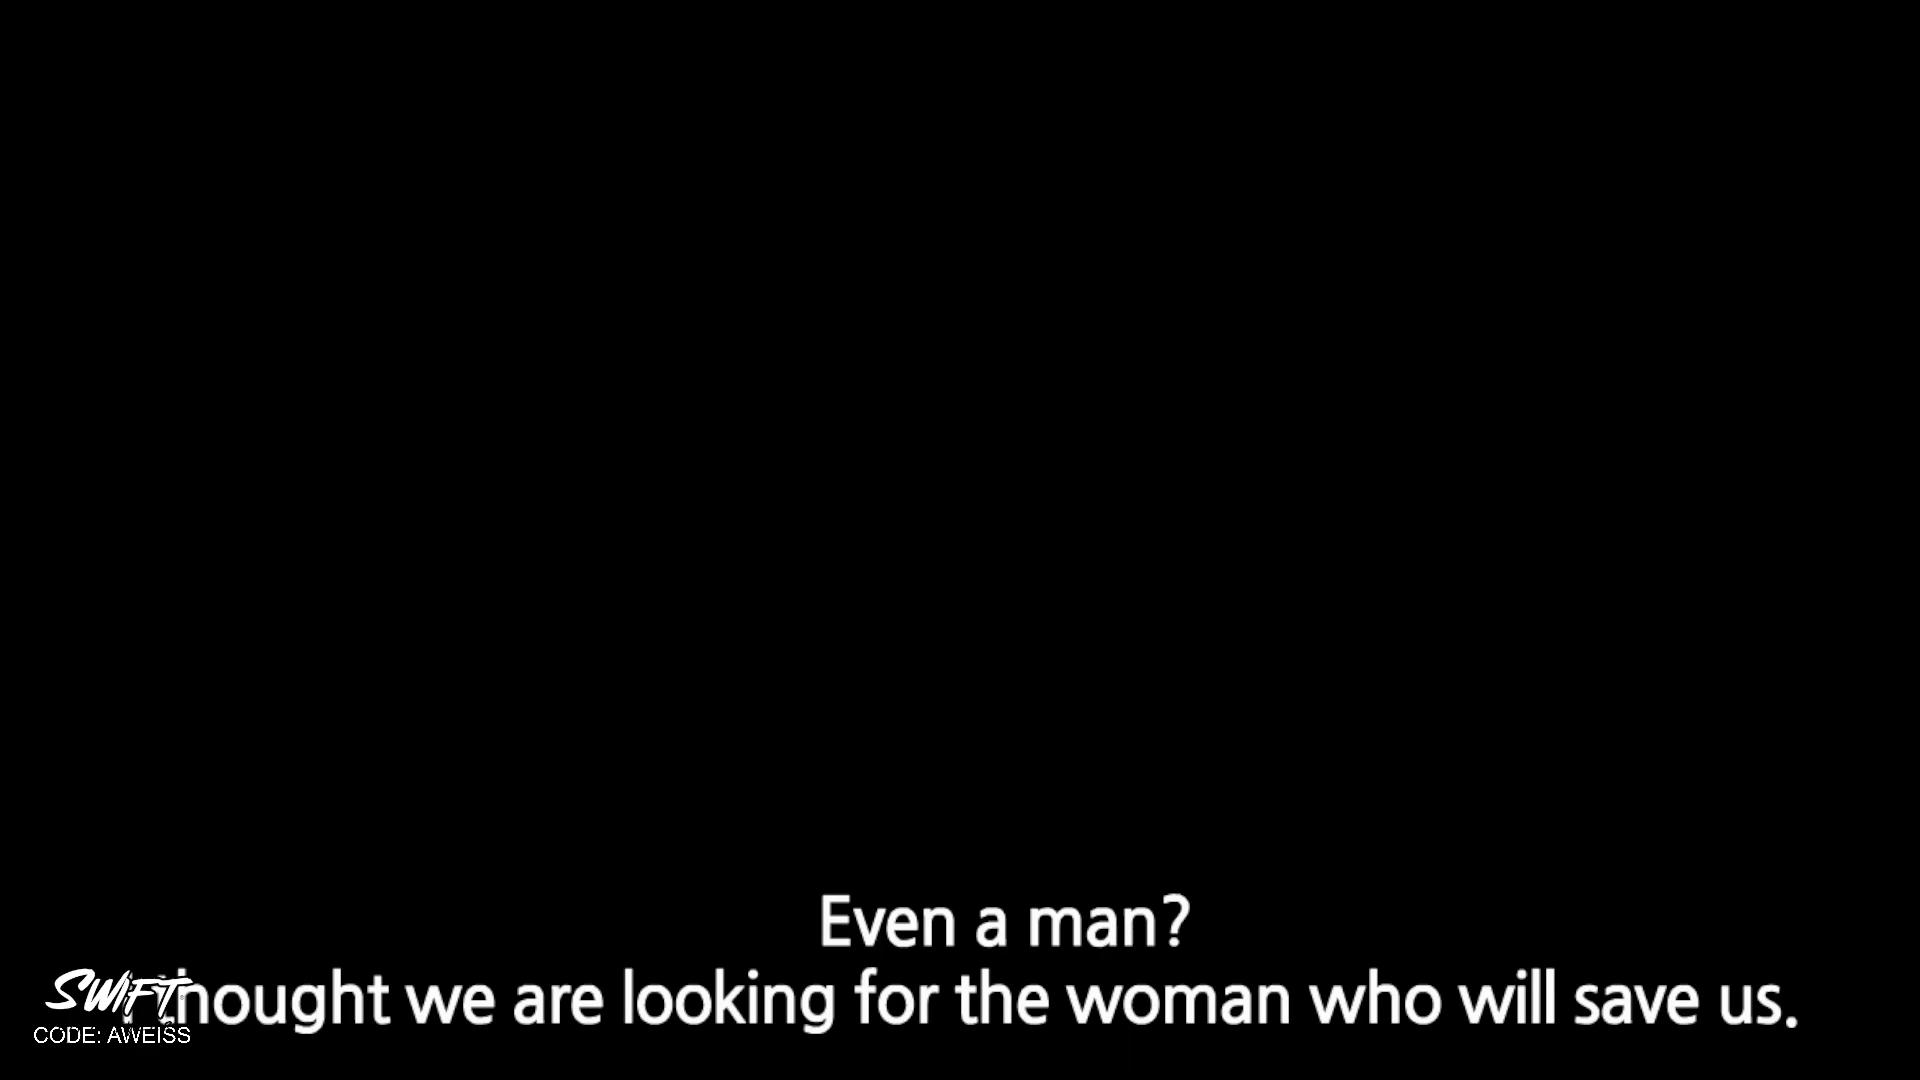 Even a man?
I thought we are looking for the woman who will save us.
SWIFT
CODE: AWEISS